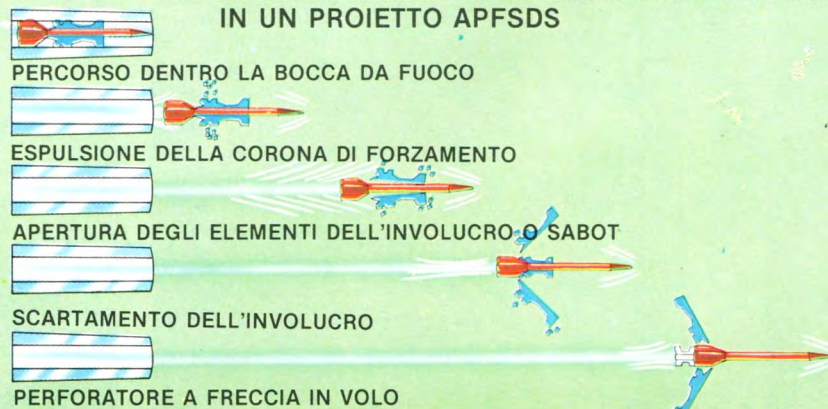 IN UN PROIETTO APFSDS
PERCORSO DENTRO LA BOCCA DA FUOCO
ESPULSIONE DELLA CORONA DI FORZAMENTO
APERTURA DEGLI ELEMENTI DELL'INVOLUCRO O SABOT
SCARTAMENTO DELL'INVOLUCRO
PERFORATORE A FRECCIA IN VOLO